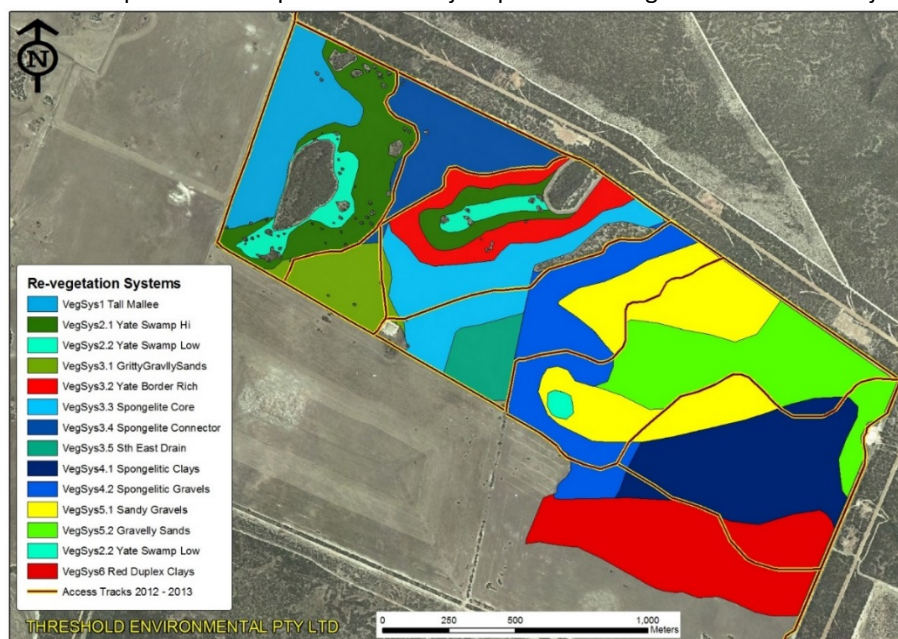 N
Re-vegetation Systems
VegSys1 Tall Mallee
VegSys2.1 Yate Swamp Hi
VegSys2.2 Yate Swamp Low
VegSys3.1 GrittyGravllySands
VegSys3.2 Yate Border Rich
VegSys3.3 Spongelite Core
VegSys3.4 Spongelite Connector
VegSys3.5 Sth East Drain
VegSys4.1 Spongelitic Clays
VegSys4.2 Spongelitic Gravels
VegSys5.1 Sandy Gravels
VegSys5.2 Gravelly Sands
VegSys2.2 Yate Swamp Low
VegSys6 Red Duplex Clays
Access Tracks 2012 - 2013
THRESHOLD ENVIRONMENTAL PTY LTD
0 250 500 1,000
Meters